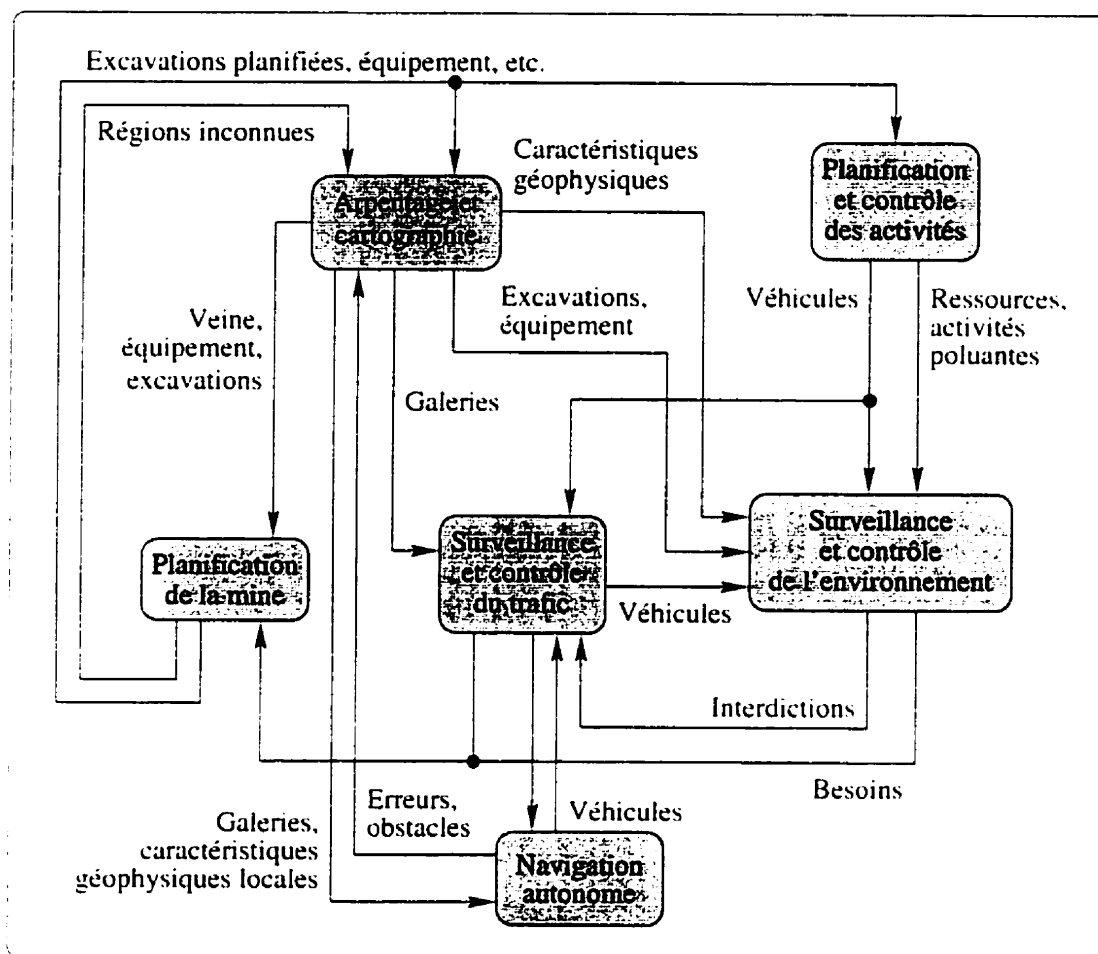 Excavations planifiées, équipement, etc.
Régions inconnues
Caractéristiques
géophysiques
Planification
et contrôle
des activités
Arpentage et
cartographie
Véhicules
Ressources,
activités
poluantes
Excavations,
équipement
Veine,
équipement,
excavations
Galeries
Planification
de la mine
Surveillance
et contrôle
du trafic
Surveillance
et contrôle
de l'environnement
Véhicules
Interdictions
Besoins
Erreurs,
obstacles
Véhicules
Galeries,
caractéristiques
géophysiques locales
Navigation
autonome